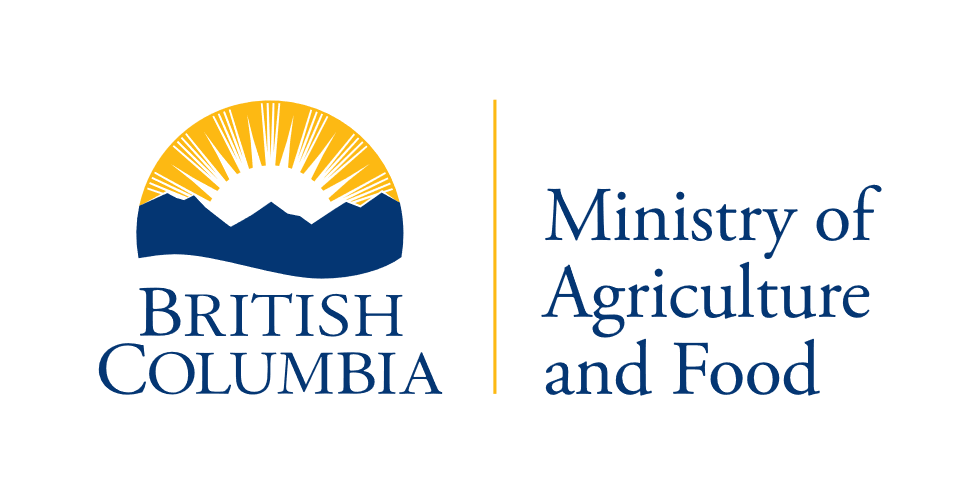 BRITISH
COLUMBIA
Ministry of
Agriculture
and Food